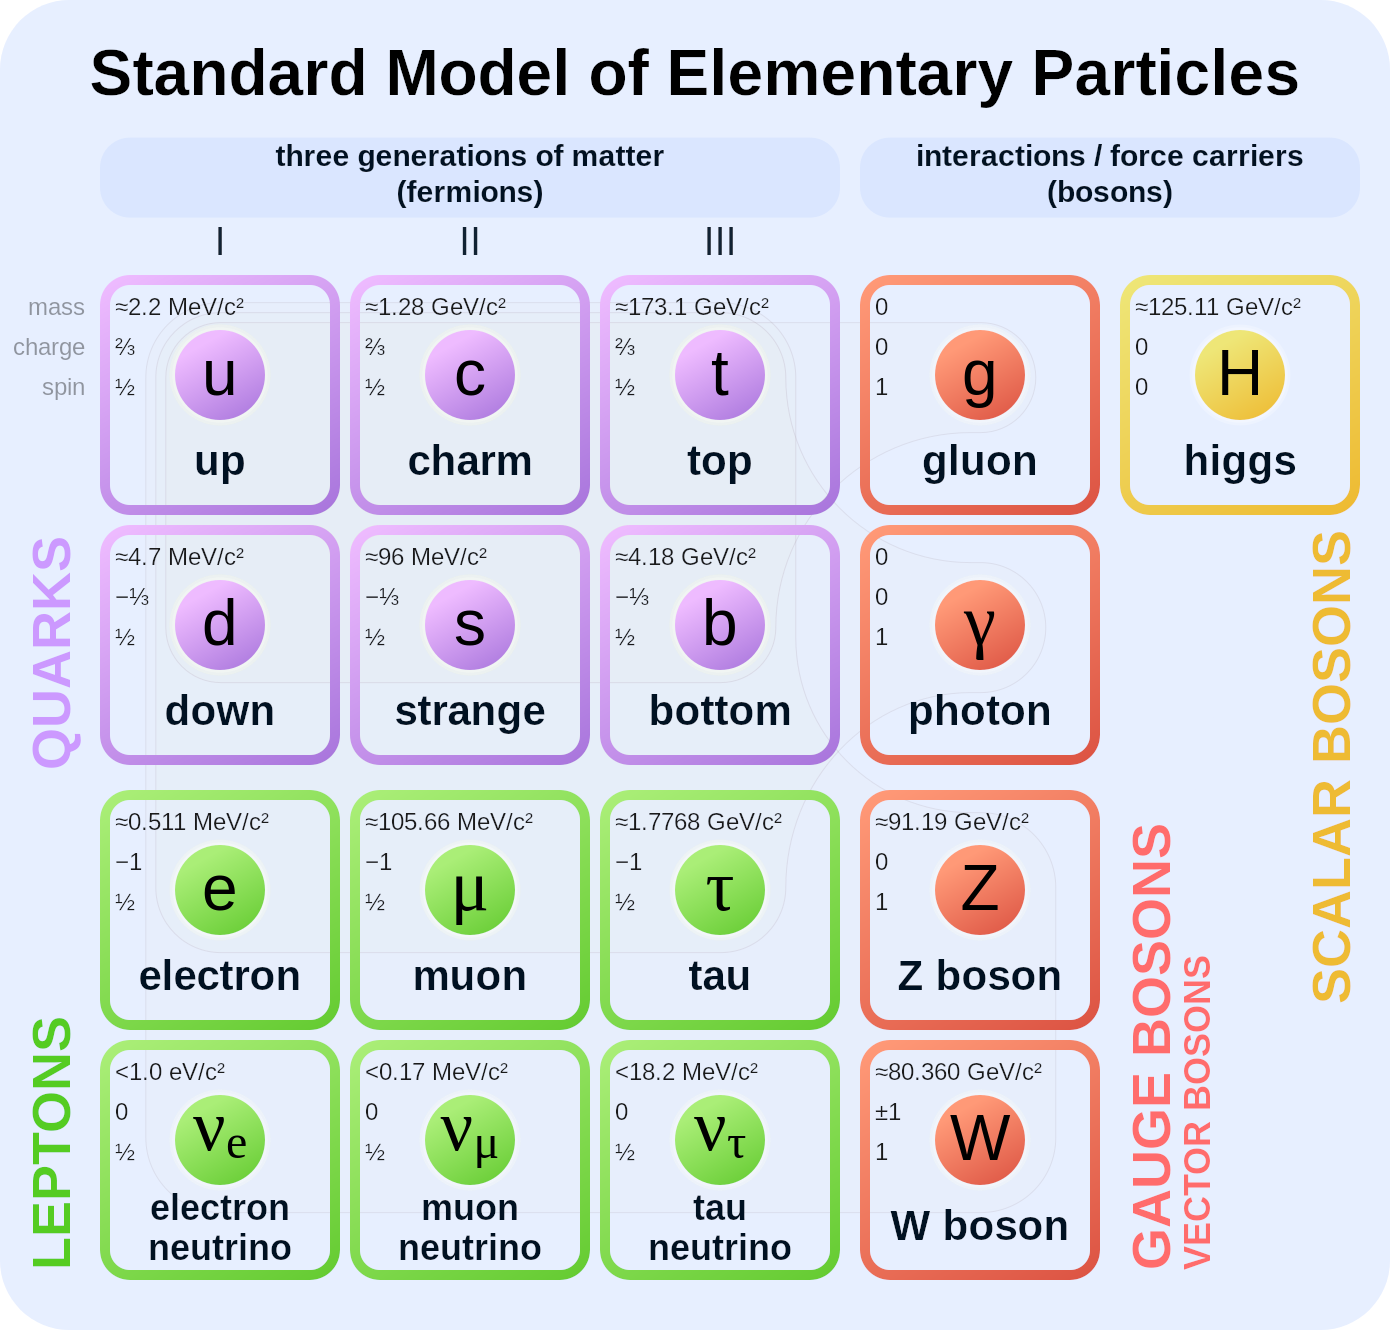 Standard Model of Elementary Particles
three generations of matter
(fermions)
interactions / force carriers
(bosons)
I
II
III
mass
charge
spin
≈2.2 MeV/c²
⅔
½
u
up
≈1.28 GeV/c²
⅔
½
c
charm
≈173.1 GeV/c²
⅔
½
t
top
0
0
1
g
gluon
≈125.11 GeV/c²
0
0
H
higgs
QUARKS
≈4.7 MeV/c²
−⅓
½
d
down
≈96 MeV/c²
−⅓
½
s
strange
≈4.18 GeV/c²
−⅓
½
b
bottom
0
0
1
γ
photon
SCALAR BOSONS
LEPTONS
≈0.511 MeV/c²
−1
½
e
electron
≈105.66 MeV/c²
−1
½
μ
muon
≈1.7768 GeV/c²
−1
½
τ
tau
≈91.19 GeV/c²
0
1
Z
Z boson
<1.0 eV/c²
0
½
νe
electron
neutrino
<0.17 MeV/c²
0
½
νμ
muon
neutrino
<18.2 MeV/c²
0
½
ντ
tau
neutrino
≈80.360 GeV/c²
±1
1
W
W boson
GAUGE BOSONS
VECTOR BOSONS